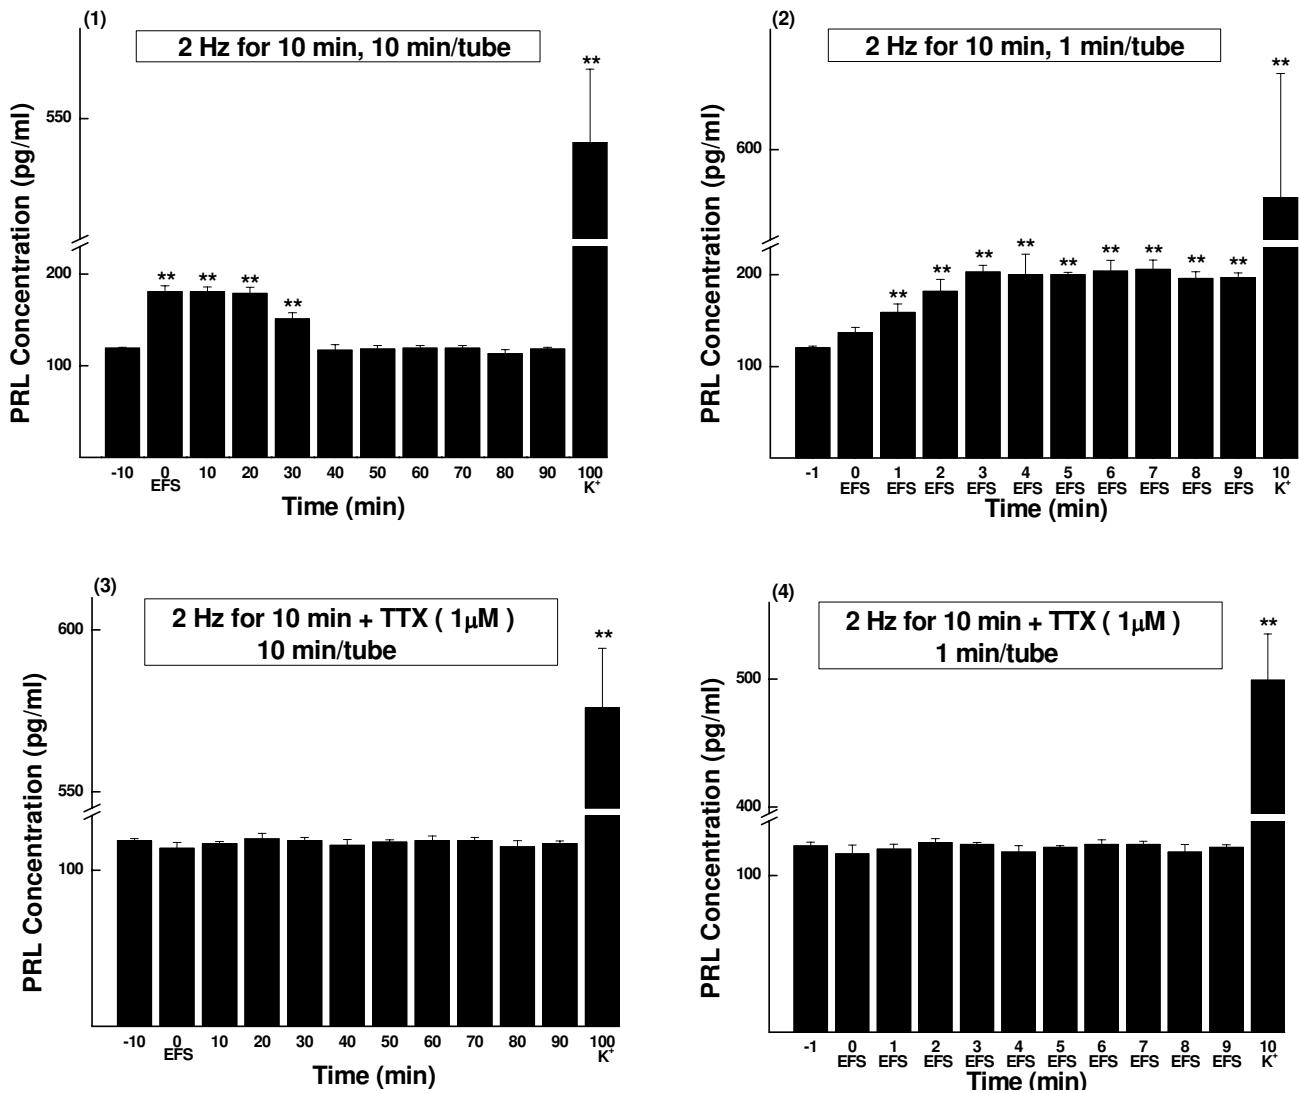 (1)
2 Hz for 10 min, 10 min/tube
**
550
PRL Concentration (pg/ml)
200
** ** ** **
100
-10 0 10 20 30 40 50 60 70 80 90 100
EFS K⁺
Time (min)
(2)
2 Hz for 10 min, 1 min/tube
**
600
PRL Concentration (pg/ml)
200
** ** ** ** ** ** ** ** **
100
-1 0 1 2 3 4 5 6 7 8 9 10
EFS EFS EFS EFS EFS EFS EFS EFS EFS EFS K⁺
Time (min)
(3)
2 Hz for 10 min + TTX ( 1μM )
10 min/tube
600
**
550
PRL Concentration (pg/ml)
100
-10 0 10 20 30 40 50 60 70 80 90 100
EFS K⁺
Time (min)
(4)
2 Hz for 10 min + TTX ( 1μM )
1 min/tube
**
500
400
PRL Concentration (pg/ml)
100
-1 0 1 2 3 4 5 6 7 8 9 10
EFS EFS EFS EFS EFS EFS EFS EFS EFS EFS K⁺
Time (min)